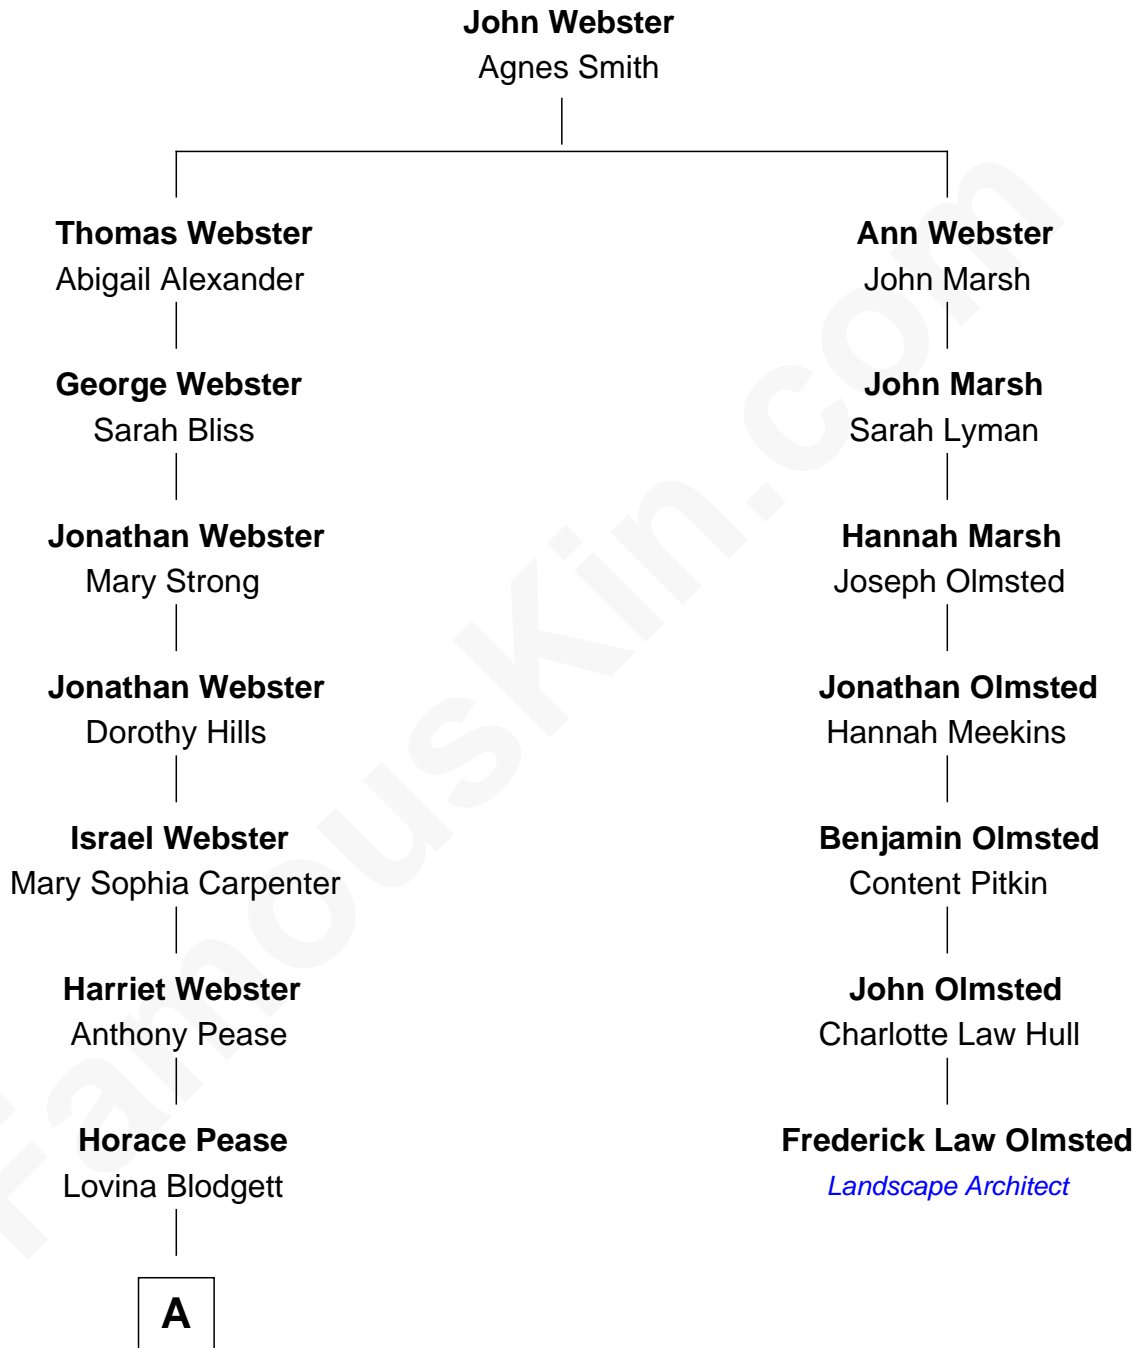 John Webster
Agnes Smith
Thomas Webster
Abigail Alexander
George Webster
Sarah Bliss
Jonathan Webster
Mary Strong
Jonathan Webster
Dorothy Hills
Israel Webster
Mary Sophia Carpenter
Harriet Webster
Anthony Pease
Horace Pease
Lovina Blodgett
A
Ann Webster
John Marsh
John Marsh
Sarah Lyman
Hannah Marsh
Joseph Olmsted
Jonathan Olmsted
Hannah Meekins
Benjamin Olmsted
Content Pitkin
John Olmsted
Charlotte Law Hull
Frederick Law Olmsted
Landscape Architect
FamousKin.com